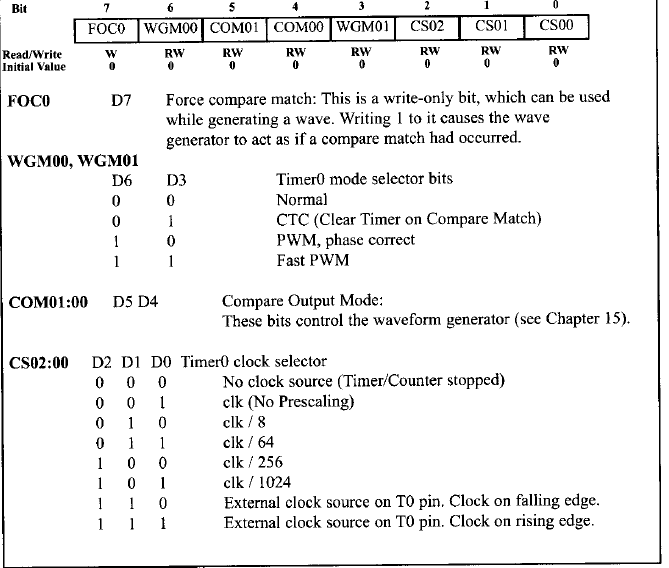 Bit 7 6 5 4 3 2 1 0
FOC0 WGM00 COM01 COM00 WGM01 CS02 CS01 CS00
Read/Write W RW RW RW RW RW RW RW
Initial Value 0 0 0 0 0 0 0 0
FOC0 D7 Force compare match: This is a write-only bit, which can be used
while generating a wave. Writing 1 to it causes the wave
generator to act as if a compare match had occurred.
WGM00, WGM01
D6 D3 Timer0 mode selector bits
0 0 Normal
0 1 CTC (Clear Timer on Compare Match)
1 0 PWM, phase correct
1 1 Fast PWM
COM01:00 D5 D4 Compare Output Mode:
These bits control the waveform generator (see Chapter 15).
CS02:00 D2 D1 D0 Timer0 clock selector
0 0 0 No clock source (Timer/Counter stopped)
0 0 1 clk (No Prescaling)
0 1 0 clk / 8
0 1 1 clk / 64
1 0 0 clk / 256
1 0 1 clk / 1024
1 1 0 External clock source on T0 pin. Clock on falling edge.
1 1 1 External clock source on T0 pin. Clock on rising edge.